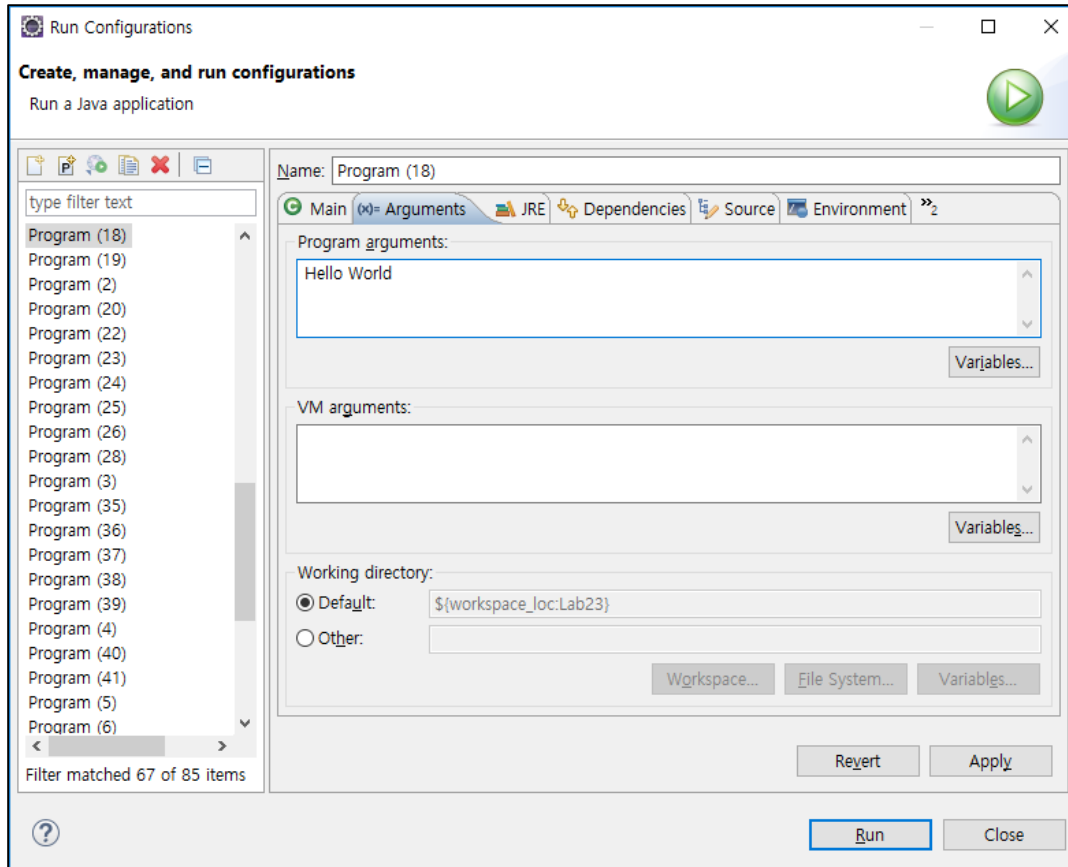 Run Configurations
Create, manage, and run configurations
Run a Java application
type filter text
Program (18)
Program (19)
Program (2)
Program (20)
Program (22)
Program (23)
Program (24)
Program (25)
Program (26)
Program (28)
Program (3)
Program (35)
Program (36)
Program (37)
Program (38)
Program (39)
Program (4)
Program (40)
Program (41)
Program (5)
Program (6)
Filter matched 67 of 85 items
Name: Program (18)
Main (x)= Arguments JRE Dependencies Source Environment »2
Program arguments:
Hello World
Variables...
VM arguments:
Variables...
Working directory:
Default: ${workspace_loc:Lab23}
Other:
Workspace... File System... Variables...
Revert Apply
Run Close